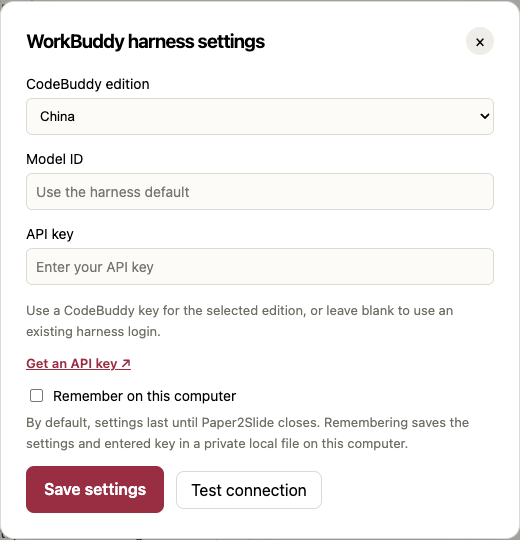 WorkBuddy harness settings
×
CodeBuddy edition
China
Model ID
Use the harness default
API key
Enter your API key
Use a CodeBuddy key for the selected edition, or leave blank to use an
existing harness login.
Get an API key ↗
Remember on this computer
By default, settings last until Paper2Slide closes. Remembering saves the
settings and entered key in a private local file on this computer.
Save settings
Test connection